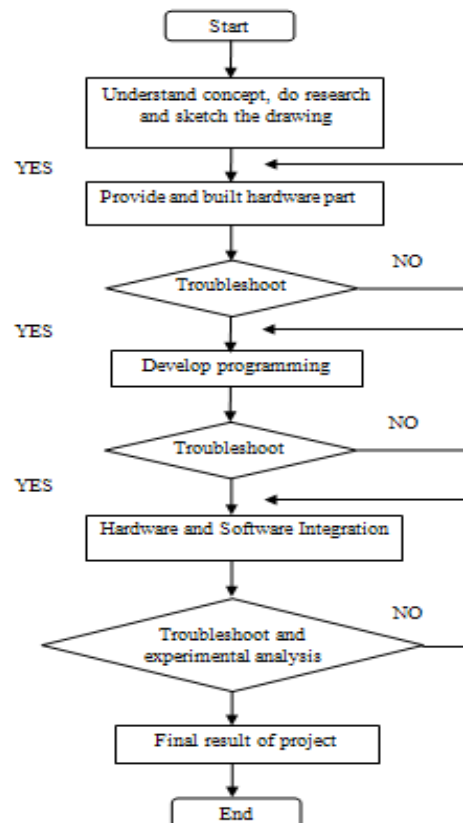 Start
Understand concept, do research
and sketch the drawing
YES
Provide and built hardware part
NO
Troubleshoot
YES
Develop programming
NO
Troubleshoot
YES
Hardware and Software Integration
NO
Troubleshoot and
experimental analysis
Final result of project
End